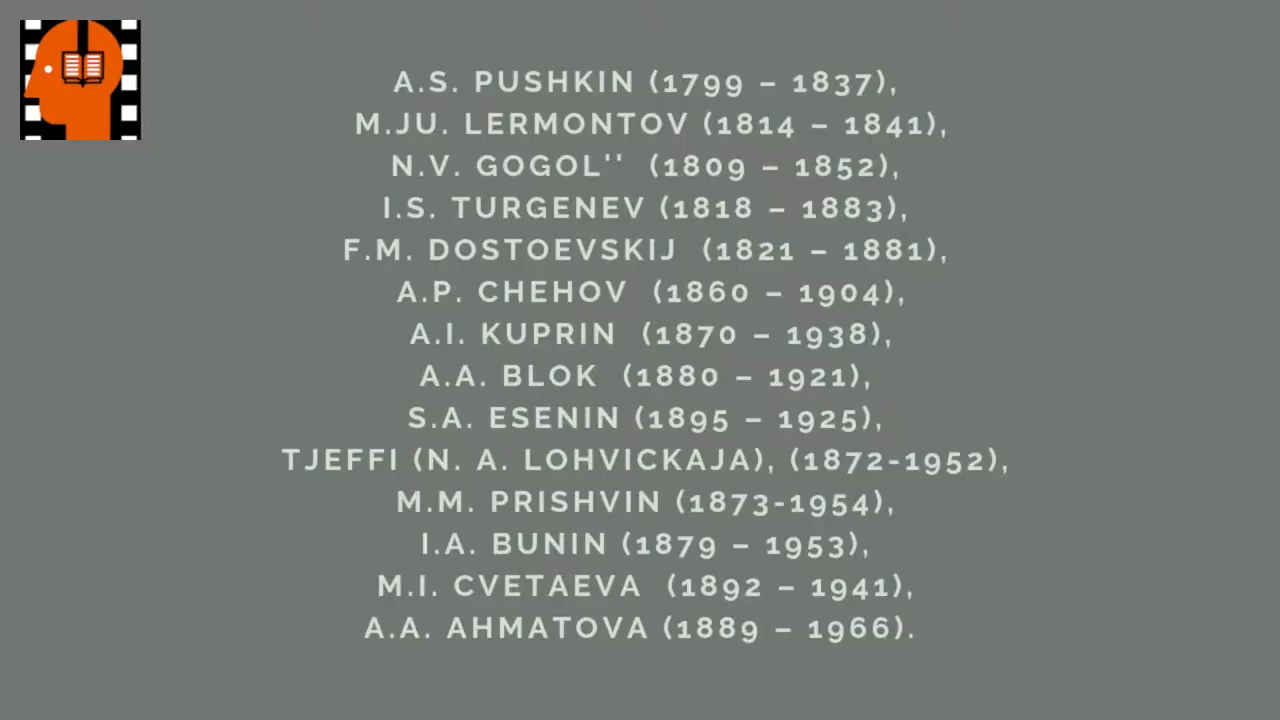 A.S. PUSHKIN (1799 – 1837),
M.JU. LERMONTOV (1814 – 1841),
N.V. GOGOL'' (1809 – 1852),
I.S. TURGENEV (1818 – 1883),
F.M. DOSTOEVSKIJ (1821 – 1881),
A.P. CHEHOV (1860 – 1904),
A.I. KUPRIN (1870 – 1938),
A.A. BLOK (1880 – 1921),
S.A. ESENIN (1895 – 1925),
TJEFFI (N. A. LOHVICKAJA), (1872-1952),
M.M. PRISHVIN (1873-1954),
I.A. BUNIN (1879 – 1953),
M.I. CVETAEVA (1892 – 1941),
A.A. AHMATOVA (1889 – 1966).